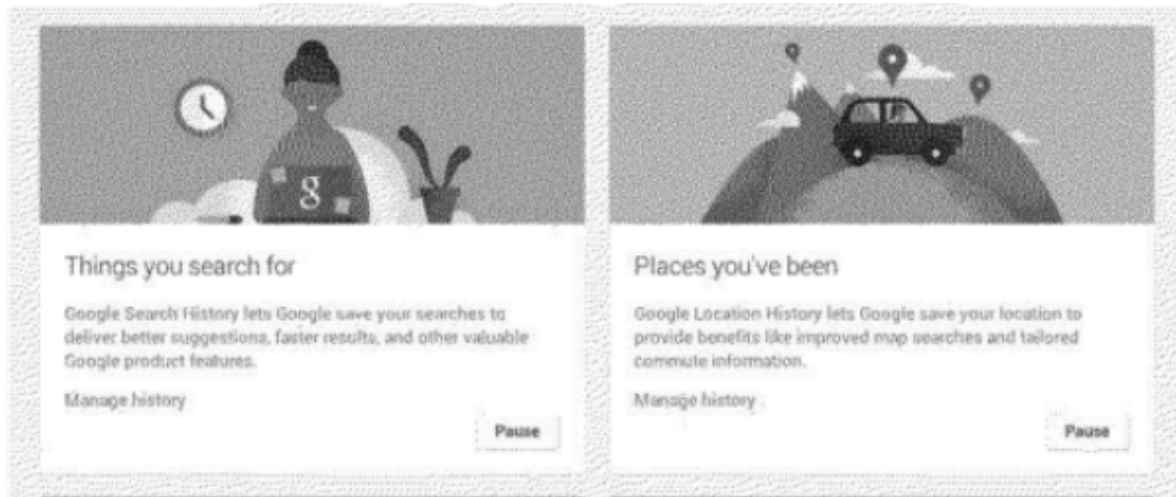 g
Things you search for
Google Search History lets Google save your searches to
deliver better suggestions, faster results, and other valuable
Google product features.
Manage history
Pause
Places you've been
Google Location History lets Google save your location to
provide benefits like improved map searches and tailored
commute information.
Manage history
Pause